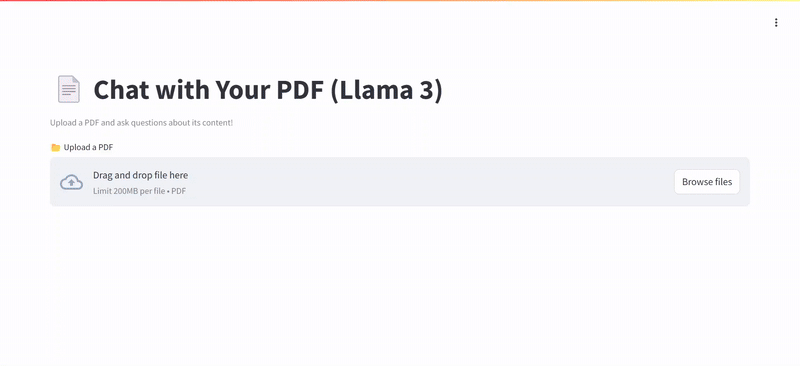 Chat with Your PDF (Llama 3)
Upload a PDF and ask questions about its content!
Upload a PDF
Drag and drop file here
Limit 200MB per file • PDF
Browse files